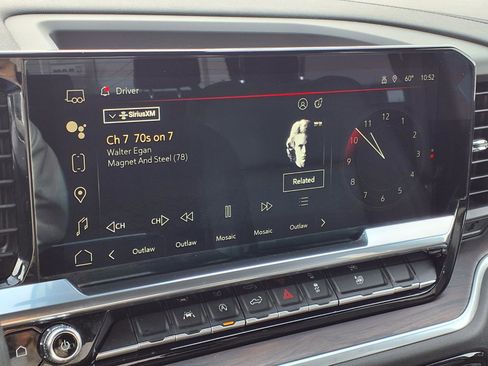 Driver
60° 10:52
SiriusXM
Ch 7 70s on 7
Walter Egan
Magnet And Steel (78)
Related
12
11 1
10 2
9 3
8 4
7 5
6
CH CH
Outlaw Outlaw Mosaic Mosaic Outlaw